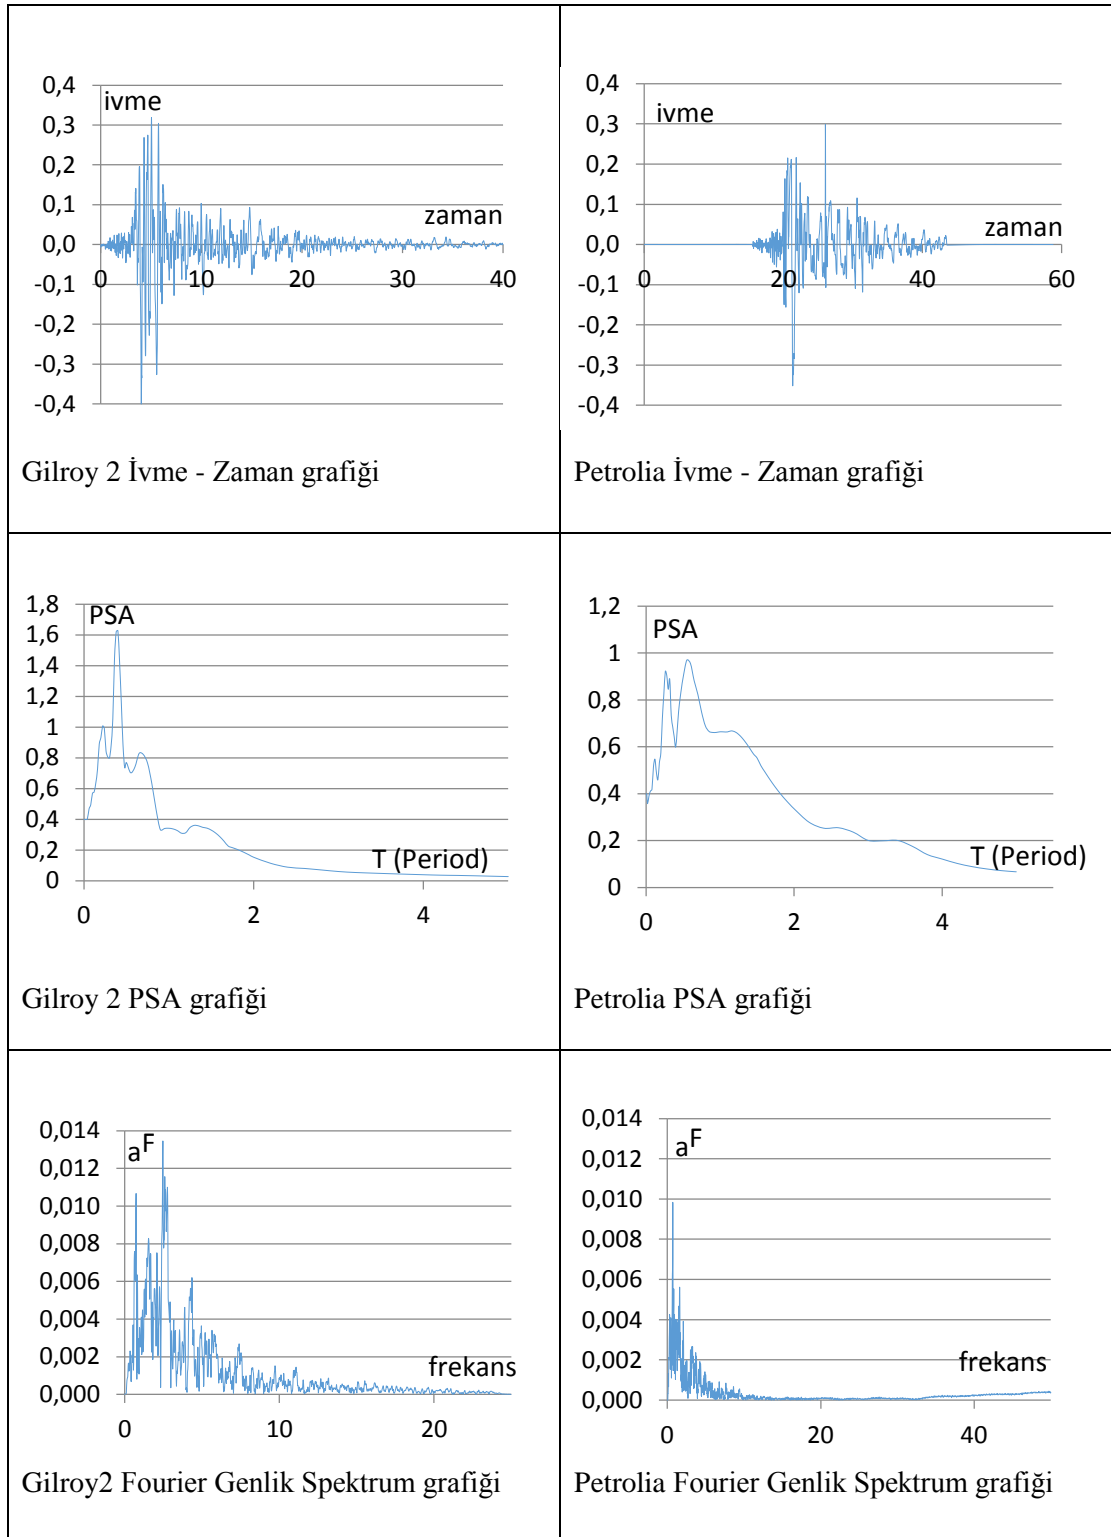 0,4
0,3
0,2
0,1
0,0
-0,1
-0,2
-0,3
-0,4
ivme
zaman
0 10 20 30 40
Gilroy 2 İvme - Zaman grafiği
0,4
0,3
0,2
0,1
0,0
-0,1
-0,2
-0,3
-0,4
ivme
zaman
0 20 40 60
Petrolia İvme - Zaman grafiği
1,8
1,6
1,4
1,2
1
0,8
0,6
0,4
0,2
0
PSA
T (Period)
0 2 4
Gilroy 2 PSA grafiği
1,2
1
0,8
0,6
0,4
0,2
0
PSA
T (Period)
0 2 4
Petrolia PSA grafiği
0,014
0,012
0,010
0,008
0,006
0,004
0,002
0,000
aF
frekans
0 10 20
Gilroy2 Fourier Genlik Spektrum grafiği
0,014
0,012
0,010
0,008
0,006
0,004
0,002
0,000
aF
frekans
0 20 40
Petrolia Fourier Genlik Spektrum grafiği